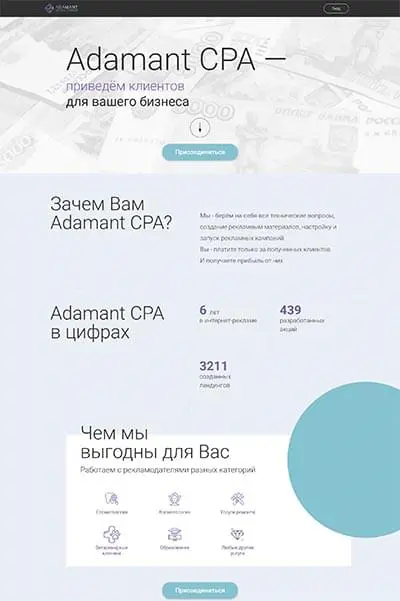 ADAMANT
Вход
Adamant CPA —
приведём клиентов
для вашего бизнеса
Присоединиться
Зачем Вам
Adamant CPA?
Мы - берём на себя все технические вопросы,
создание рекламным материалов, настройку и
запуск рекламных кампаний
Вы - платите только за полученных клиентов
И получаете прибыль от них
Adamant CPA
в цифрах
6 лет
в интернет-рекламе
439
разработанных
акций
3211
созданных
лендингов
Чем мы
выгодны для Вас
Работаем с рекламодателями разных категорий
Стоматология
Косметология
Услуги ремонта
Ветеринарные
клиники
Образование
Любые другие
услуги
Присоединиться